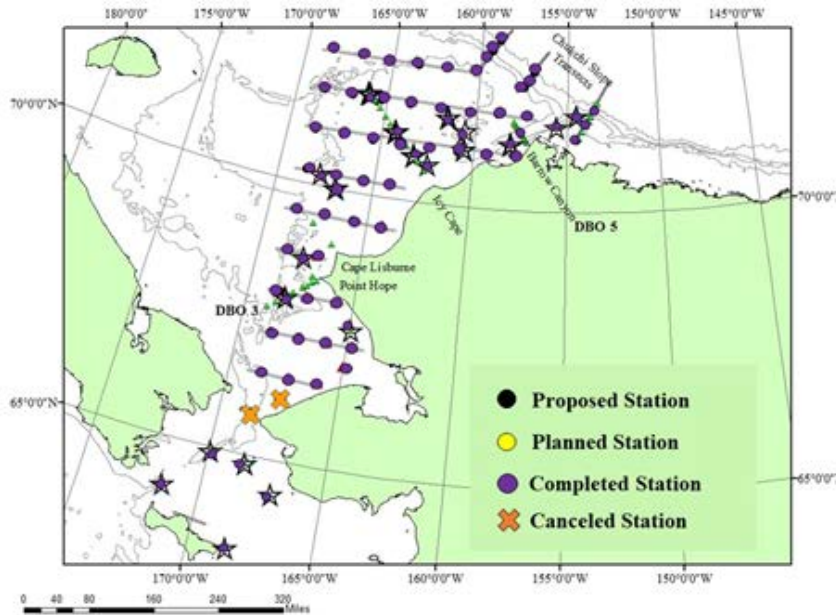 180°0'0"W 175°0'0"W 170°0'0"W 165°0'0"W 160°0'0"W 155°0'0"W 150°0'0"W 145°0'0"W
Chukchi Slope
Transects
70°0'0"N
Barrow Canyon
70°0'0"N
Icy Cape
DBO 5
Cape Lisburne
Point Hope
DBO 3
65°0'0"N
Proposed Station
Planned Station
65°0'0"N
Completed Station
Canceled Station
170°0'0"W 165°0'0"W 160°0'0"W 155°0'0"W 150°0'0"W
0 40 80 160 240 320
Miles